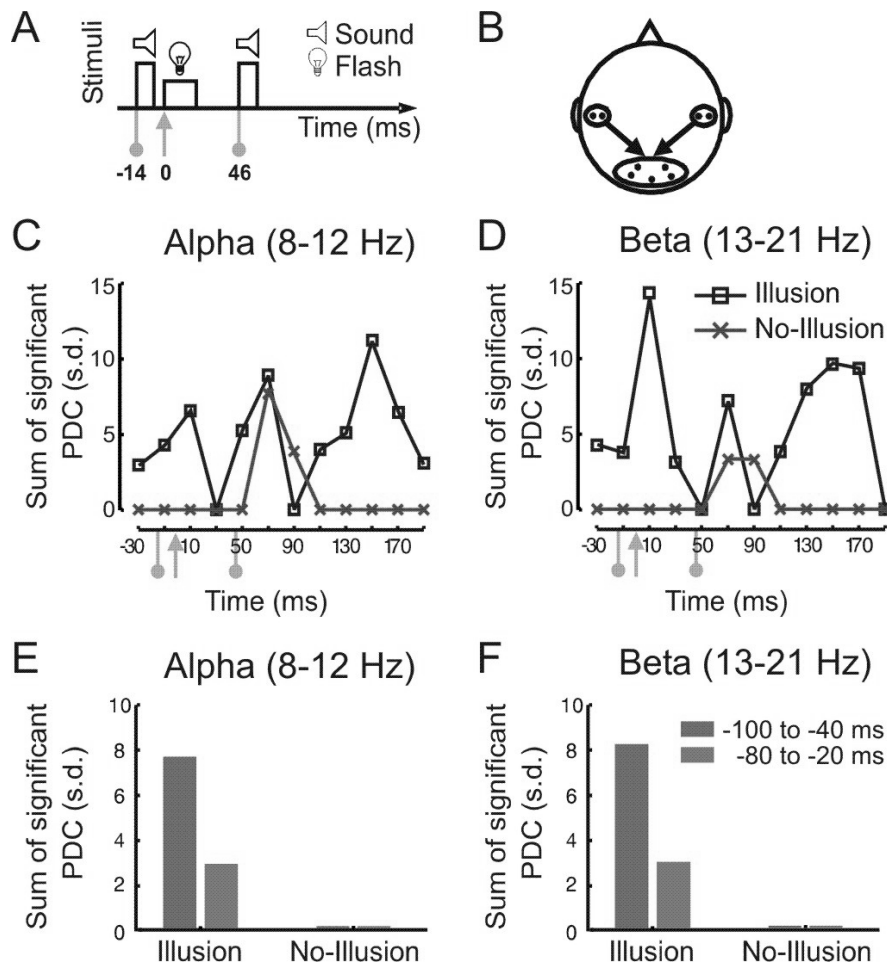 A
Stimuli
Sound
Flash
Time (ms)
-14 0 46
B
C Alpha (8-12 Hz)
Sum of significant
PDC (s.d.)
15
10
5
0
-30 10 50 90 130 170
Time (ms)
D Beta (13-21 Hz)
Illusion
No-Illusion
Sum of significant
PDC (s.d.)
15
10
5
0
-30 10 50 90 130 170
Time (ms)
E Alpha (8-12 Hz)
Sum of significant
PDC (s.d.)
10
8
6
4
2
0
Illusion No-Illusion
F Beta (13-21 Hz)
-100 to -40 ms
-80 to -20 ms
Sum of significant
PDC (s.d.)
10
8
6
4
2
0
Illusion No-Illusion